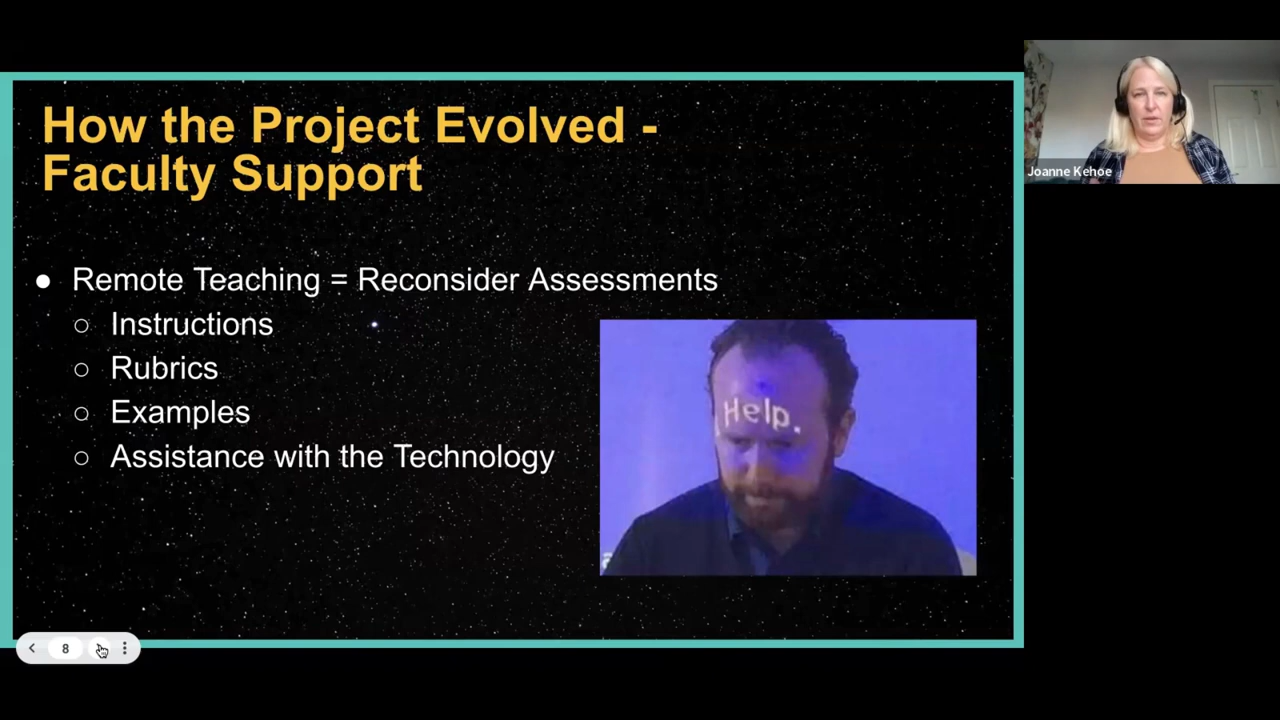 How the Project Evolved -
Faculty Support
● Remote Teaching = Reconsider Assessments
○ Instructions
○ Rubrics
○ Examples
○ Assistance with the Technology
Help.
8
Joanne Kehoe